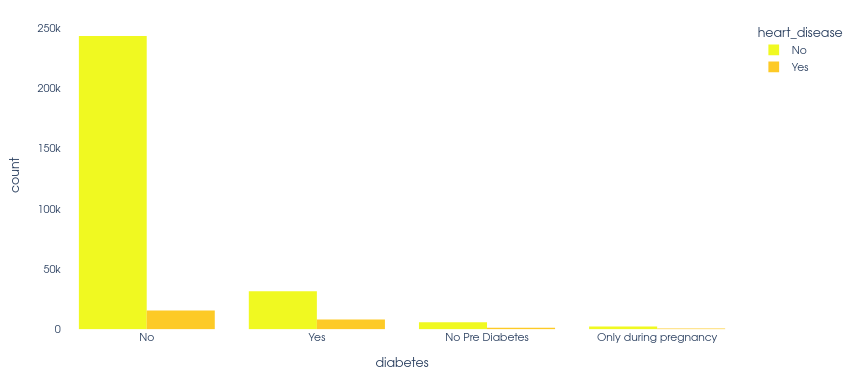 250k
200k
150k
100k
50k
0
count
No
Yes
No Pre Diabetes
Only during pregnancy
diabetes
heart_disease
No
Yes